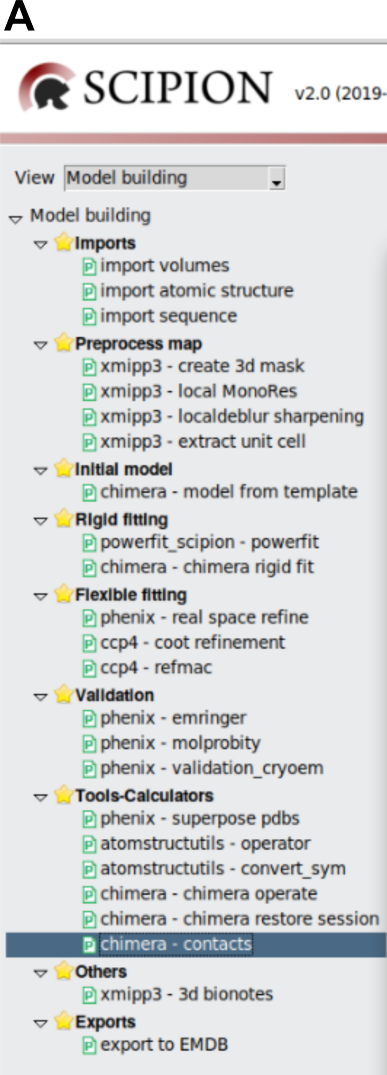 A
SCIPION v2.0 (2019-
View Model building
Model building
Imports
import volumes
import atomic structure
import sequence
Preprocess map
xmipp3 - create 3d mask
xmipp3 - local MonoRes
xmipp3 - localdeblur sharpening
xmipp3 - extract unit cell
Initial model
chimera - model from template
Rigid fitting
powerfit_scipion - powerfit
chimera - chimera rigid fit
Flexible fitting
phenix - real space refine
ccp4 - coot refinement
ccp4 - refmac
Validation
phenix - emringer
phenix - molprobity
phenix - validation_cryoem
Tools-Calculators
phenix - superpose pdbs
atomstructutils - operator
atomstructutils - convert_sym
chimera - chimera operate
chimera - chimera restore session
chimera - contacts
Others
xmipp3 - 3d bionotes
Exports
export to EMDB